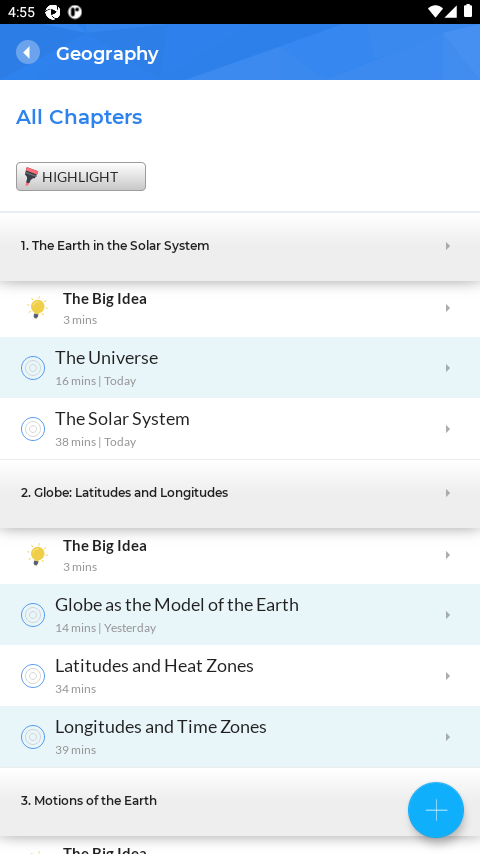 4:55
Geography
All Chapters
HIGHLIGHT
1. The Earth in the Solar System
The Big Idea
3 mins
The Universe
16 mins | Today
The Solar System
38 mins | Today
2. Globe: Latitudes and Longitudes
The Big Idea
3 mins
Globe as the Model of the Earth
14 mins | Yesterday
Latitudes and Heat Zones
34 mins
Longitudes and Time Zones
39 mins
3. Motions of the Earth
The Big Idea